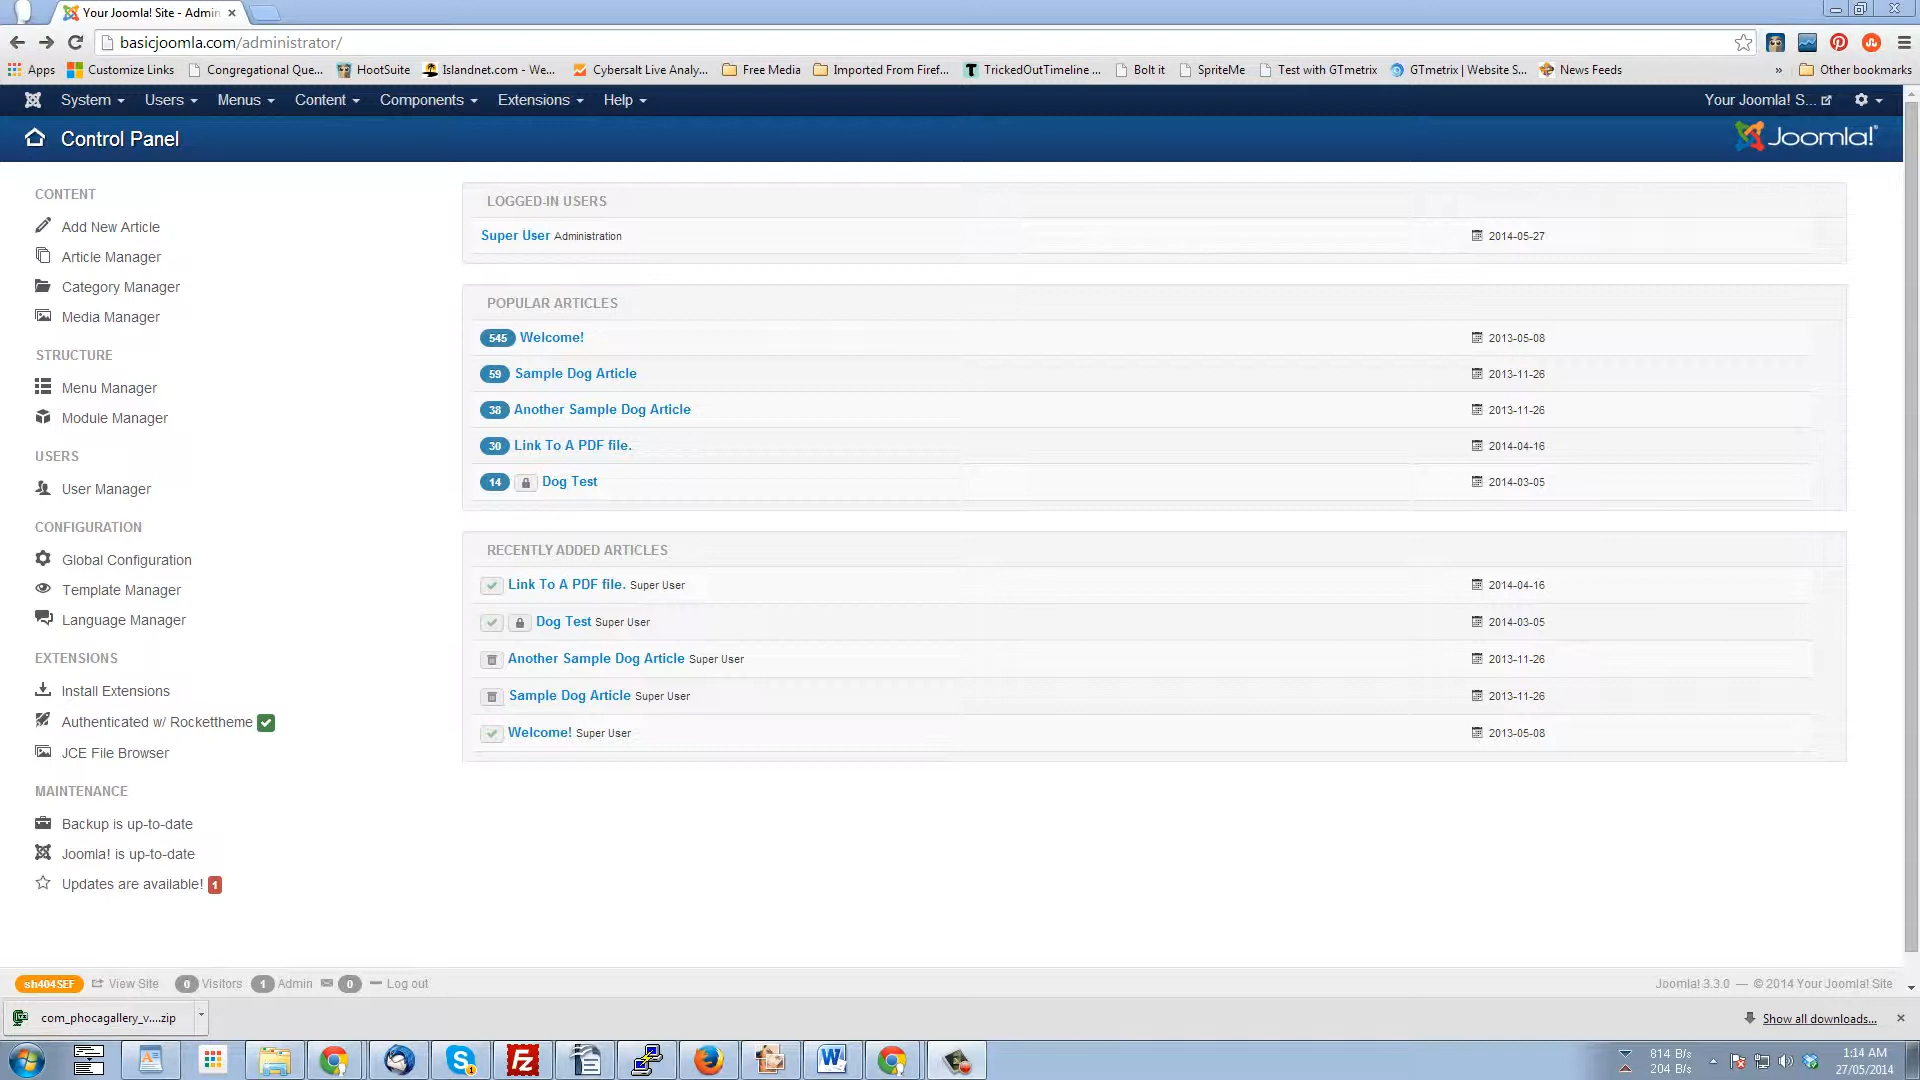 Your Joomla! Site - Admin
basicjoomla.com/administrator/
Apps Customize Links Congregational Que... HootSuite Islandnet.com - We... Cybersalt Live Analy... Free Media Imported From Firef... TrickedOutTimeline ... Bolt it SpriteMe Test with GTmetrix GTmetrix | Website S... News Feeds » Other bookmarks
System Users Menus Content Components Extensions Help Your Joomla! S...
Control Panel Joomla!
CONTENT
Add New Article
Article Manager
Category Manager
Media Manager
STRUCTURE
Menu Manager
Module Manager
USERS
User Manager
CONFIGURATION
Global Configuration
Template Manager
Language Manager
EXTENSIONS
Install Extensions
Authenticated w/ Rockettheme
JCE File Browser
MAINTENANCE
Backup is up-to-date
Joomla! is up-to-date
Updates are available! 1
LOGGED-IN USERS
Super User Administration 2014-05-27
POPULAR ARTICLES
545 Welcome! 2013-05-08
59 Sample Dog Article 2013-11-26
38 Another Sample Dog Article 2013-11-26
30 Link To A PDF file. 2014-04-16
14 Dog Test 2014-03-05
RECENTLY ADDED ARTICLES
Link To A PDF file. Super User 2014-04-16
Dog Test Super User 2014-03-05
Another Sample Dog Article Super User 2013-11-26
Sample Dog Article Super User 2013-11-26
Welcome! Super User 2013-05-08
sh404SEF View Site 0 Visitors 1 Admin 0 Log out Joomla! 3.3.0 — © 2014 Your Joomla! Site
com_phocagallery_v....zip Show all downloads...
814 B/s 1:14 AM
204 B/s 27/05/2014